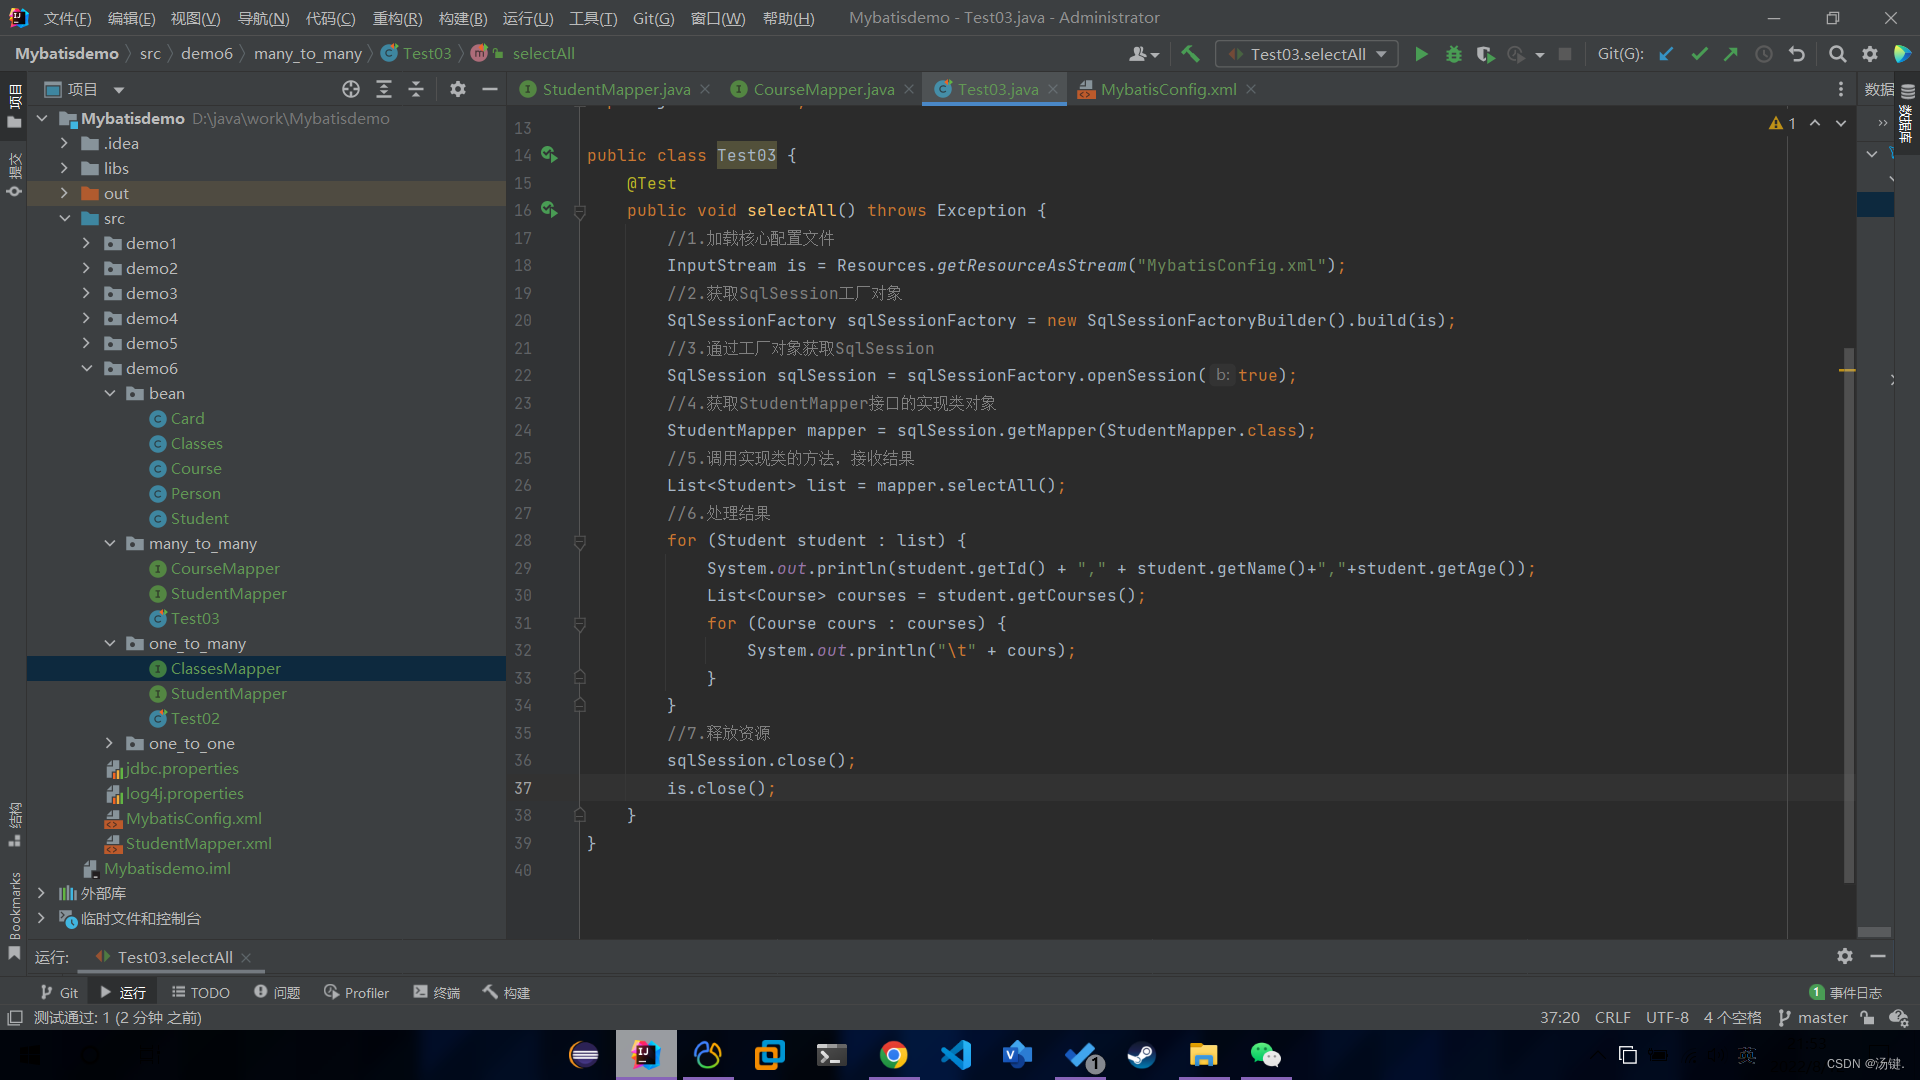 文件(F) 编辑(E) 视图(V) 导航(N) 代码(C) 重构(R) 构建(B) 运行(U) 工具(T) Git(G) 窗口(W) 帮助(H) Mybatisdemo - Test03.java - Administrator
Mybatisdemo src demo6 many_to_many Test03 selectAll Test03.selectAll Git(G):
项目 StudentMapper.java CourseMapper.java Test03.java MybatisConfig.xml 数据
项目
提交
结构
Bookmarks
数据库
Mybatisdemo D:\java\work\Mybatisdemo
.idea
libs
out
src
demo1
demo2
demo3
demo4
demo5
demo6
bean
Card
Classes
Course
Person
Student
many_to_many
CourseMapper
StudentMapper
Test03
one_to_many
ClassesMapper
StudentMapper
Test02
one_to_one
jdbc.properties
log4j.properties
MybatisConfig.xml
StudentMapper.xml
Mybatisdemo.iml
外部库
临时文件和控制台
1
13
14 public class Test03 {
15 @Test
16 public void selectAll() throws Exception {
17 //1.加载核心配置文件
18 InputStream is = Resources.getResourceAsStream("MybatisConfig.xml");
19 //2.获取SqlSession工厂对象
20 SqlSessionFactory sqlSessionFactory = new SqlSessionFactoryBuilder().build(is);
21 //3.通过工厂对象获取SqlSession
22 SqlSession sqlSession = sqlSessionFactory.openSession( b: true);
23 //4.获取StudentMapper接口的实现类对象
24 StudentMapper mapper = sqlSession.getMapper(StudentMapper.class);
25 //5.调用实现类的方法，接收结果
26 List<Student> list = mapper.selectAll();
27 //6.处理结果
28 for (Student student : list) {
29 System.out.println(student.getId() + "," + student.getName()+","+student.getAge());
30 List<Course> courses = student.getCourses();
31 for (Course cours : courses) {
32 System.out.println("\t" + cours);
33 }
34 }
35 //7.释放资源
36 sqlSession.close();
37 is.close();
38 }
39 }
40
运行: Test03.selectAll
Git 运行 TODO 问题 Profiler 终端 构建 1 事件日志
测试通过: 1 (2 分钟 之前) 37:20 CRLF UTF-8 4 个空格 master
1 英
CSDN @汤键.